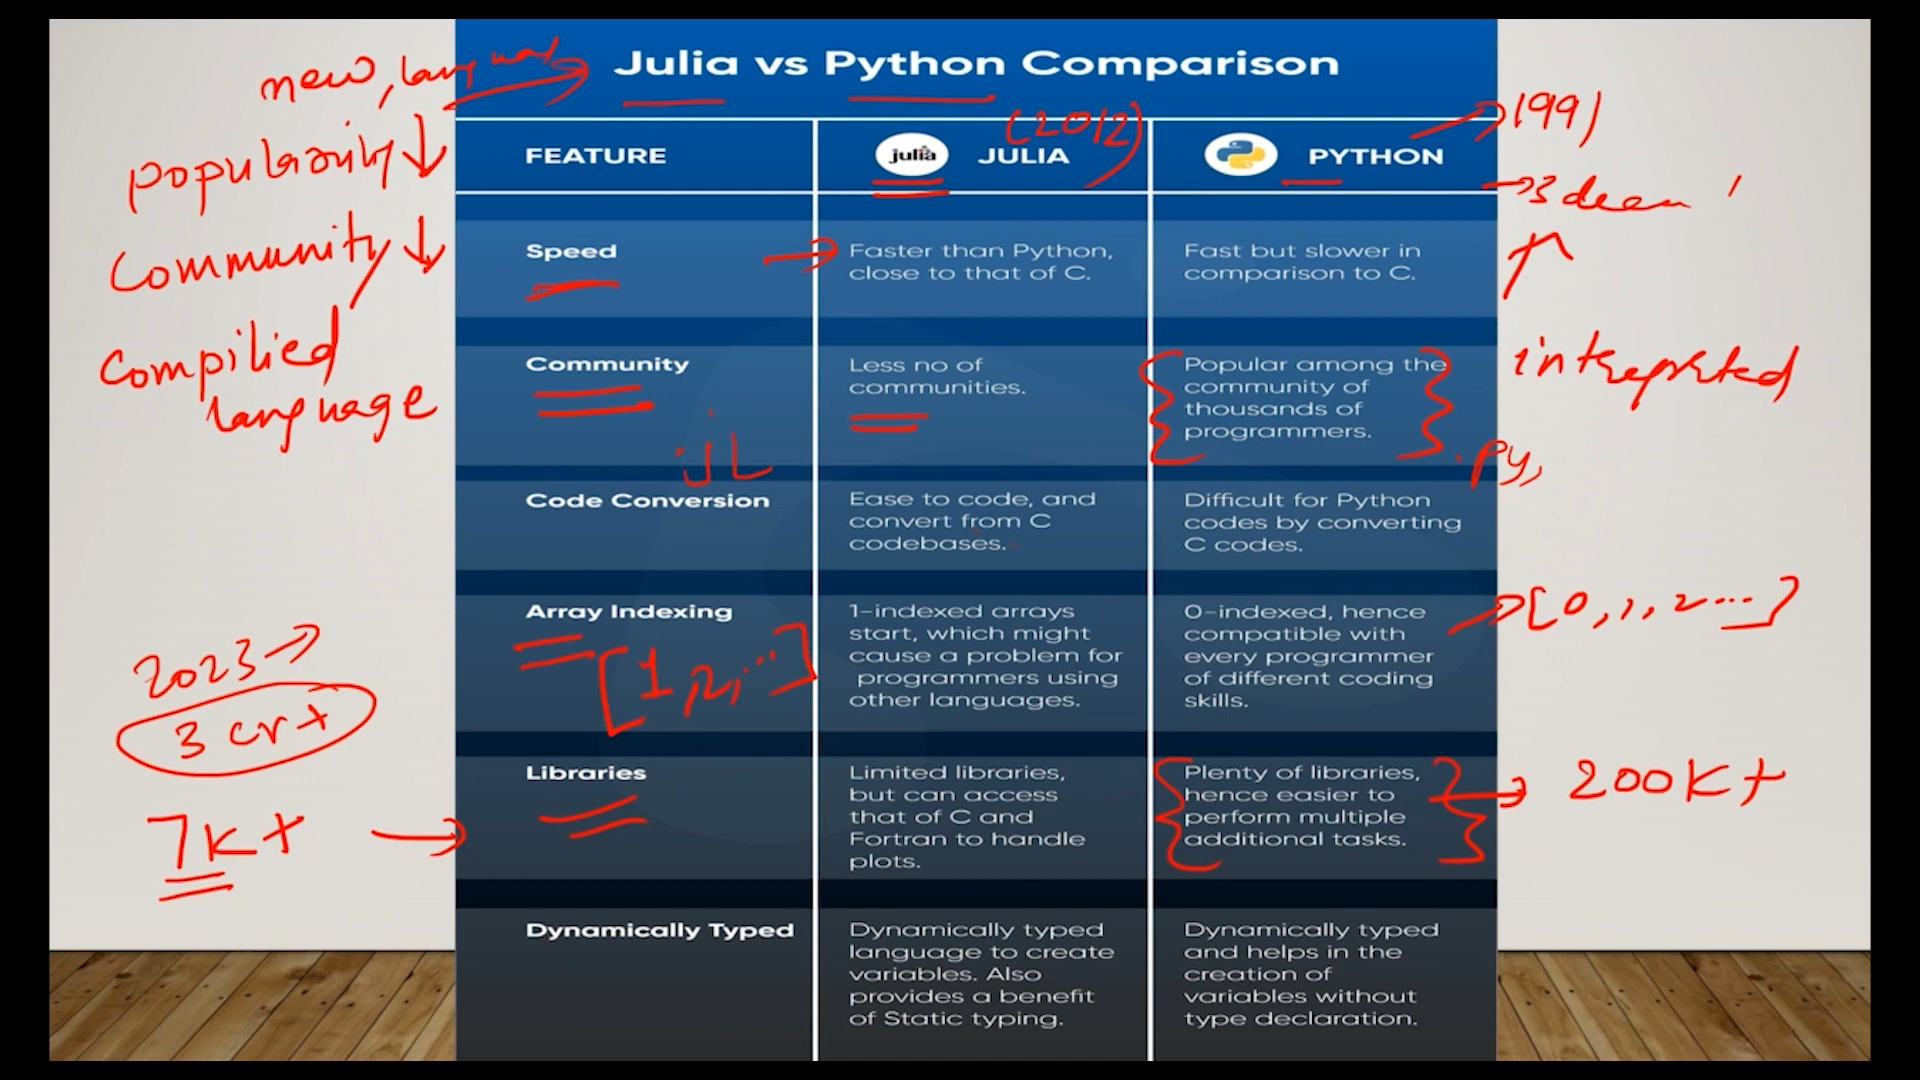 Julia vs Python Comparison
new, language
popularity ↓
Community ↓
Compilied
language
(2012)
1991
FEATURE
julia
JULIA
PYTHON
Speed
Faster than Python,
close to that of C.
Fast but slower in
comparison to C.
Community
Less no of
communities.
Popular among the
community of
thousands of
programmers.
.jL
.py,
Code Conversion
Ease to code, and
convert from C
codebases.
Difficult for Python
codes by converting
C codes.
Array Indexing
[1,2,...]
1-indexed arrays
start, which might
cause a problem for
programmers using
other languages.
0-indexed, hence
compatible with
every programmer
of different coding
skills.
[0,1,2...]
2023→
3 cr+
7K+
Libraries
Limited libraries,
but can access
that of C and
Fortran to handle
plots.
Plenty of libraries,
hence easier to
perform multiple
additional tasks.
200K+
Dynamically Typed
Dynamically typed
language to create
variables. Also
provides a benefit
of Static typing.
Dynamically typed
and helps in the
creation of
variables without
type declaration.